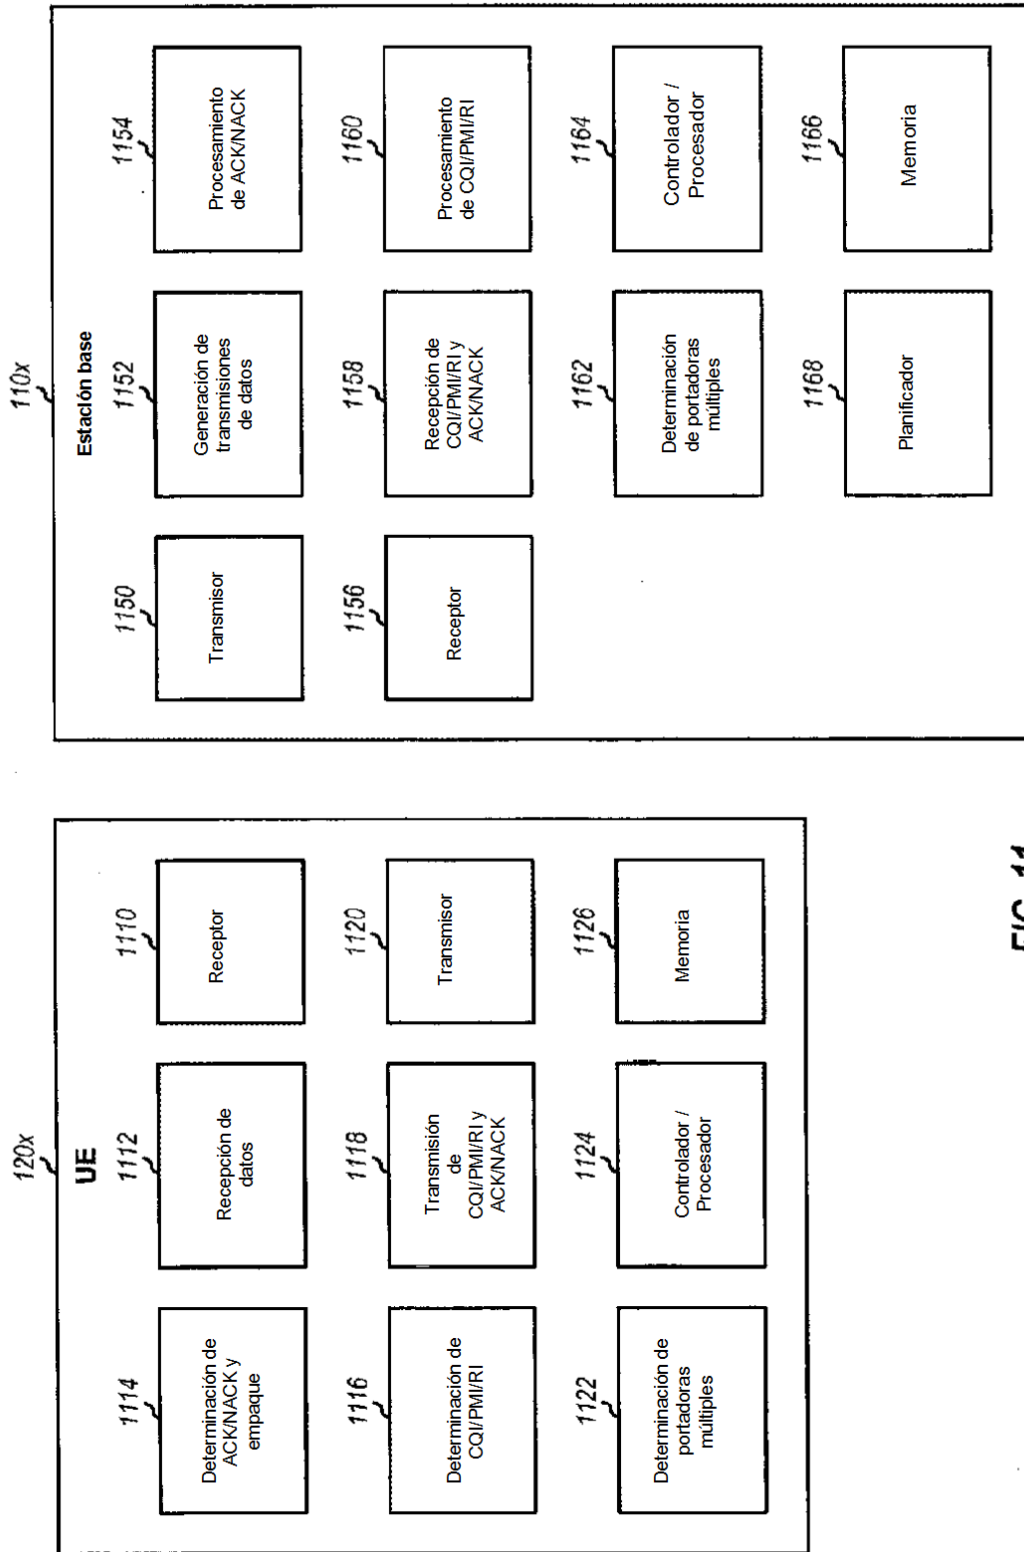 120x
UE
1114
Determinación de
ACK/NACK y
empaque
1112
Recepción de
datos
1110
Receptor
1116
Determinación de
CQI/PMI/RI
1118
Transmisión
de
CQI/PMI/RI y
ACK/NACK
1120
Transmisor
1122
Determinación de
portadoras
múltiples
1124
Controlador /
Procesador
1126
Memoria
110x
Estación base
1150
Transmisor
1152
Generación de
transmisiones
de datos
1154
Procesamiento
de ACK/NACK
1156
Receptor
1158
Recepción de
CQI/PMI/RI y
ACK/NACK
1160
Procesamiento
de CQI/PMI/RI
1162
Determinación
de portadoras
múltiples
1164
Controlador /
Procesador
1168
Planificador
1166
Memoria
FIG. 11